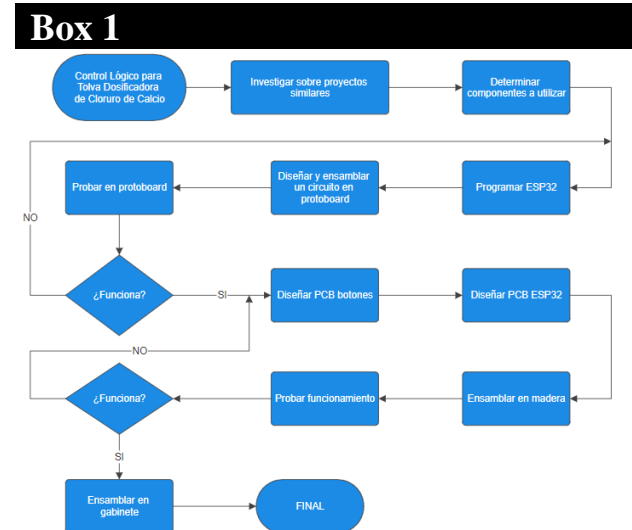 Box 1
Control Lógico para
Tolva Dosificadora
de Cloruro de Calcio
Investigar sobre proyectos
similares
Determinar
componentes a utilizar
Probar en protoboard
Diseñar y ensamblar
un circuito en
protoboard
Programar ESP32
NO
¿Funciona?
SI
Diseñar PCB botones
Diseñar PCB ESP32
NO
¿Funciona?
Probar funcionamiento
Ensamblar en madera
SI
Ensamblar en
gabinete
FINAL